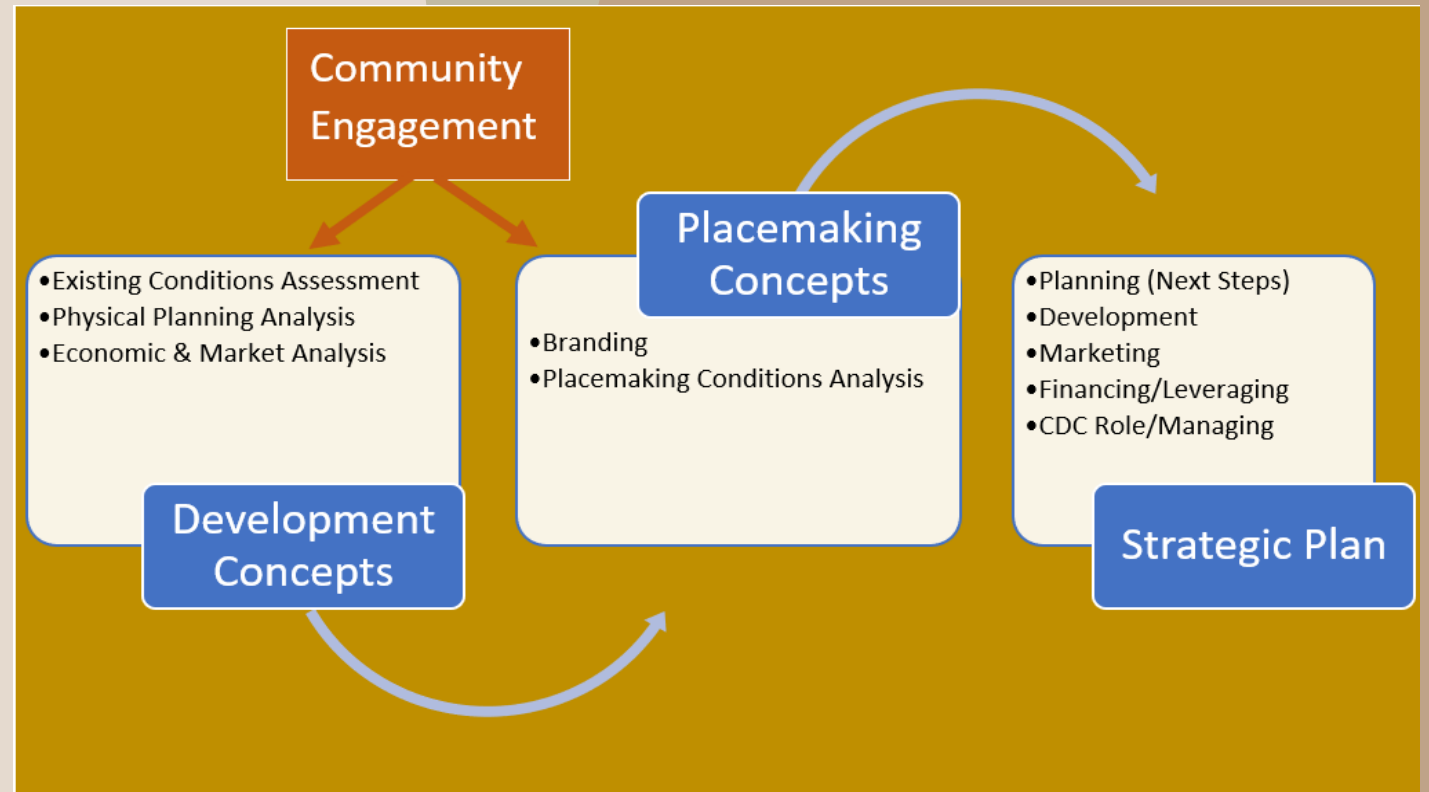 Community
Engagement
•Existing Conditions Assessment
•Physical Planning Analysis
•Economic & Market Analysis
Development
Concepts
Placemaking
Concepts
•Branding
•Placemaking Conditions Analysis
•Planning (Next Steps)
•Development
•Marketing
•Financing/Leveraging
•CDC Role/Managing
Strategic Plan